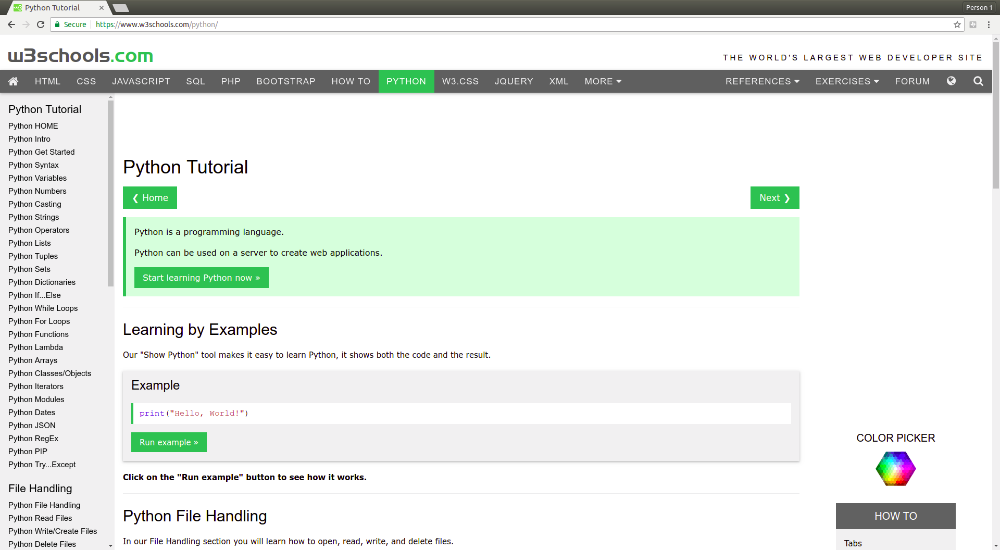 Python Tutorial
Person 1
Secure https://www.w3schools.com/python/
w3schools.com
THE WORLD'S LARGEST WEB DEVELOPER SITE
HTML CSS JAVASCRIPT SQL PHP BOOTSTRAP HOW TO PYTHON W3.CSS JQUERY XML MORE REFERENCES EXERCISES FORUM
Python Tutorial
Python HOME
Python Intro
Python Get Started
Python Syntax
Python Variables
Python Numbers
Python Casting
Python Strings
Python Operators
Python Lists
Python Tuples
Python Sets
Python Dictionaries
Python If...Else
Python While Loops
Python For Loops
Python Functions
Python Lambda
Python Arrays
Python Classes/Objects
Python Iterators
Python Modules
Python Dates
Python JSON
Python RegEx
Python PIP
Python Try...Except
File Handling
Python File Handling
Python Read Files
Python Write/Create Files
Python Delete Files
Python Tutorial
❮ Home
Next ❯
Python is a programming language.
Python can be used on a server to create web applications.
Start learning Python now »
Learning by Examples
Our "Show Python" tool makes it easy to learn Python, it shows both the code and the result.
Example
print("Hello, World!")
Run example »
Click on the "Run example" button to see how it works.
Python File Handling
In our File Handling section you will learn how to open, read, write, and delete files.
COLOR PICKER
HOW TO
Tabs